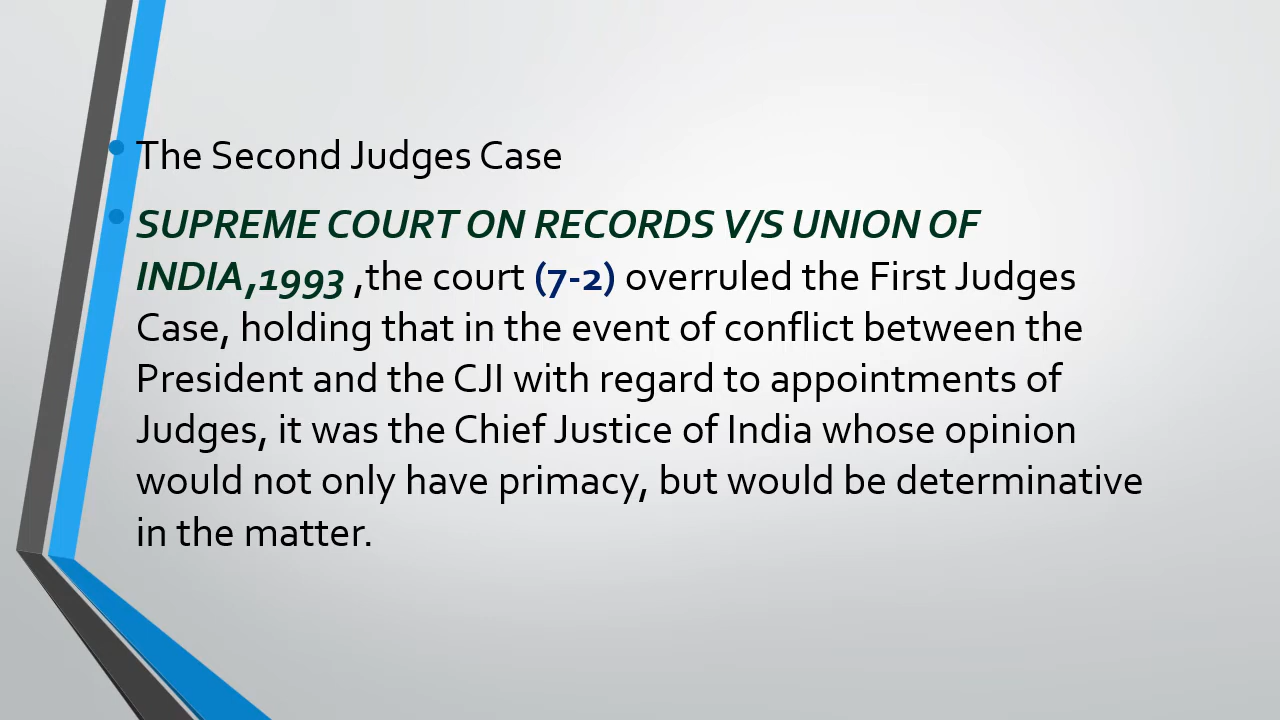 The Second Judges Case
SUPREME COURT ON RECORDS V/S UNION OF
INDIA,1993 ,the court (7-2) overruled the First Judges
Case, holding that in the event of conflict between the
President and the CJI with regard to appointments of
Judges, it was the Chief Justice of India whose opinion
would not only have primacy, but would be determinative
in the matter.